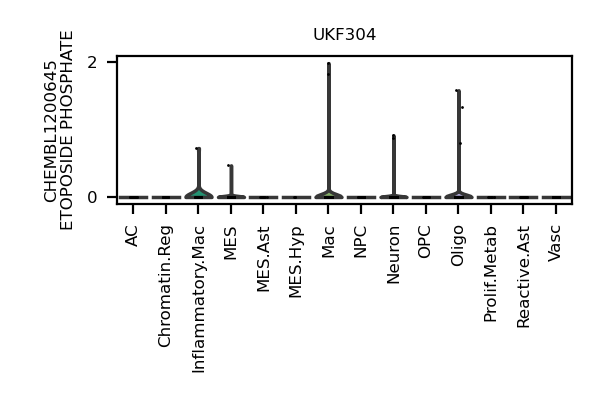 UKF304
CHEMBL1200645
ETOPOSIDE PHOSPHATE
2
0
AC
Chromatin.Reg
Inflammatory.Mac
MES
MES.Ast
MES.Hyp
Mac
NPC
Neuron
OPC
Oligo
Prolif.Metab
Reactive.Ast
Vasc